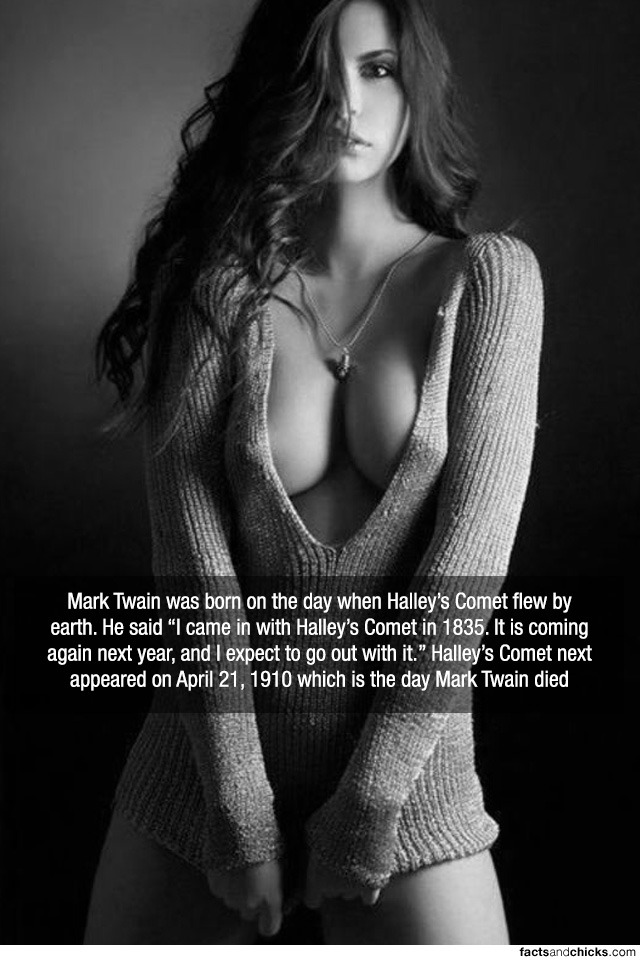 Mark Twain was born on the day when Halley’s Comet flew by
earth. He said “I came in with Halley’s Comet in 1835. It is coming
again next year, and I expect to go out with it.” Halley’s Comet next
appeared on April 21, 1910 which is the day Mark Twain died
factsandchicks.com